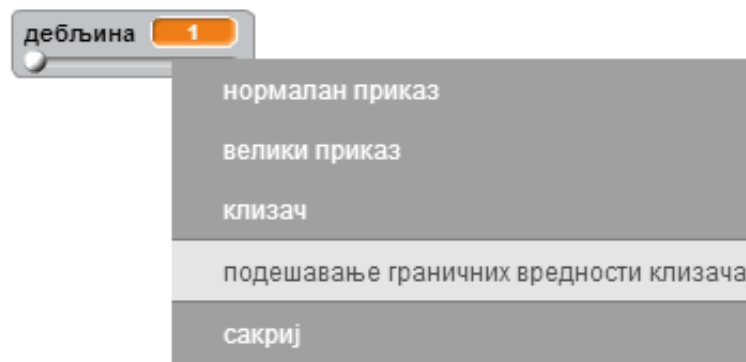 дебљина 1
нормалан приказ
велики приказ
клизач
подешавање граничних вредности клизача
сакриј